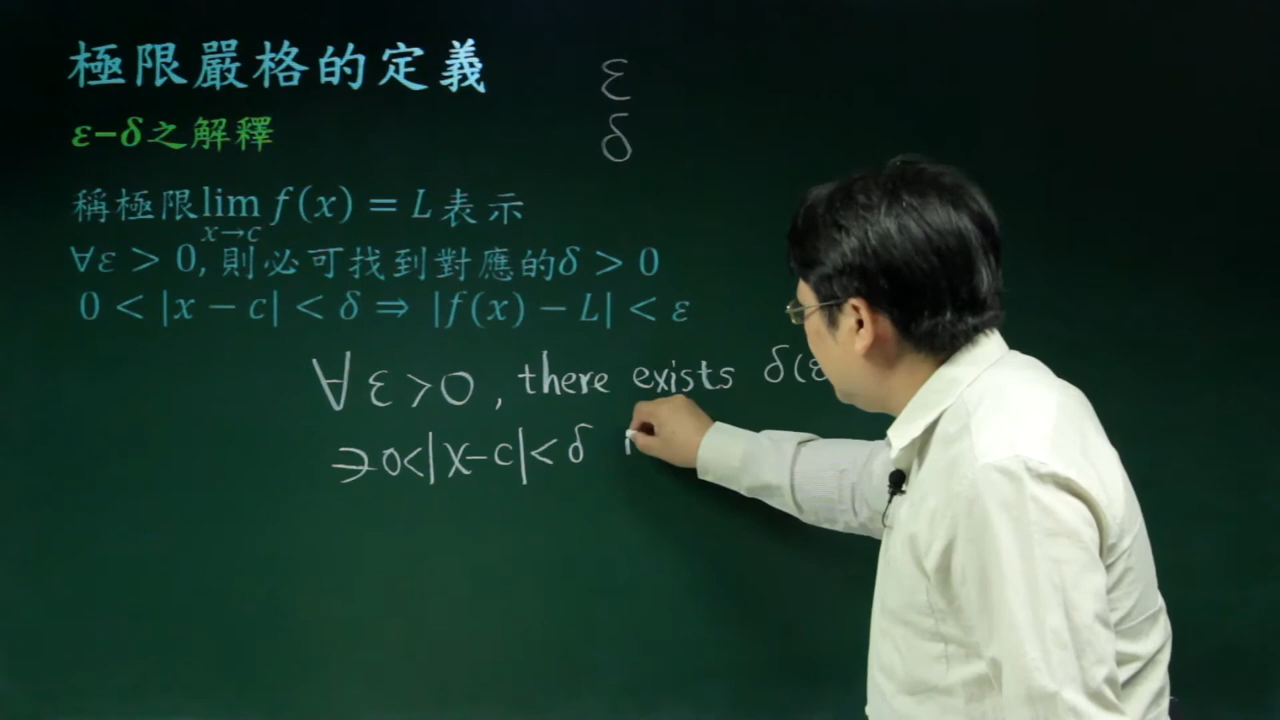 極限嚴格的定義
ε
δ
ε-δ之解釋
稱極限lim f(x) = L表示
x→c
∀ε > 0, 則必可找到對應的δ > 0
0 < |x − c| < δ ⇒ |f(x) − L| < ε
∀ ε>0, there exists δ(ε
∋ 0<|x-c|<δ